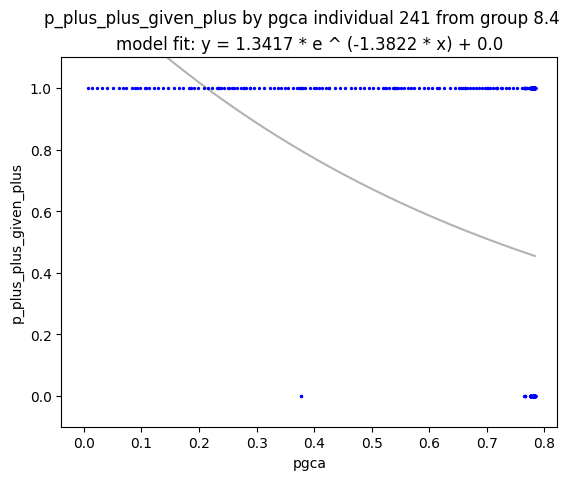 p_plus_plus_given_plus by pgca individual 241 from group 8.4
model fit: y = 1.3417 * e ^ (-1.3822 * x) + 0.0
1.0
0.8
0.6
0.4
0.2
0.0
p_plus_plus_given_plus
0.0 0.1 0.2 0.3 0.4 0.5 0.6 0.7 0.8
pgca